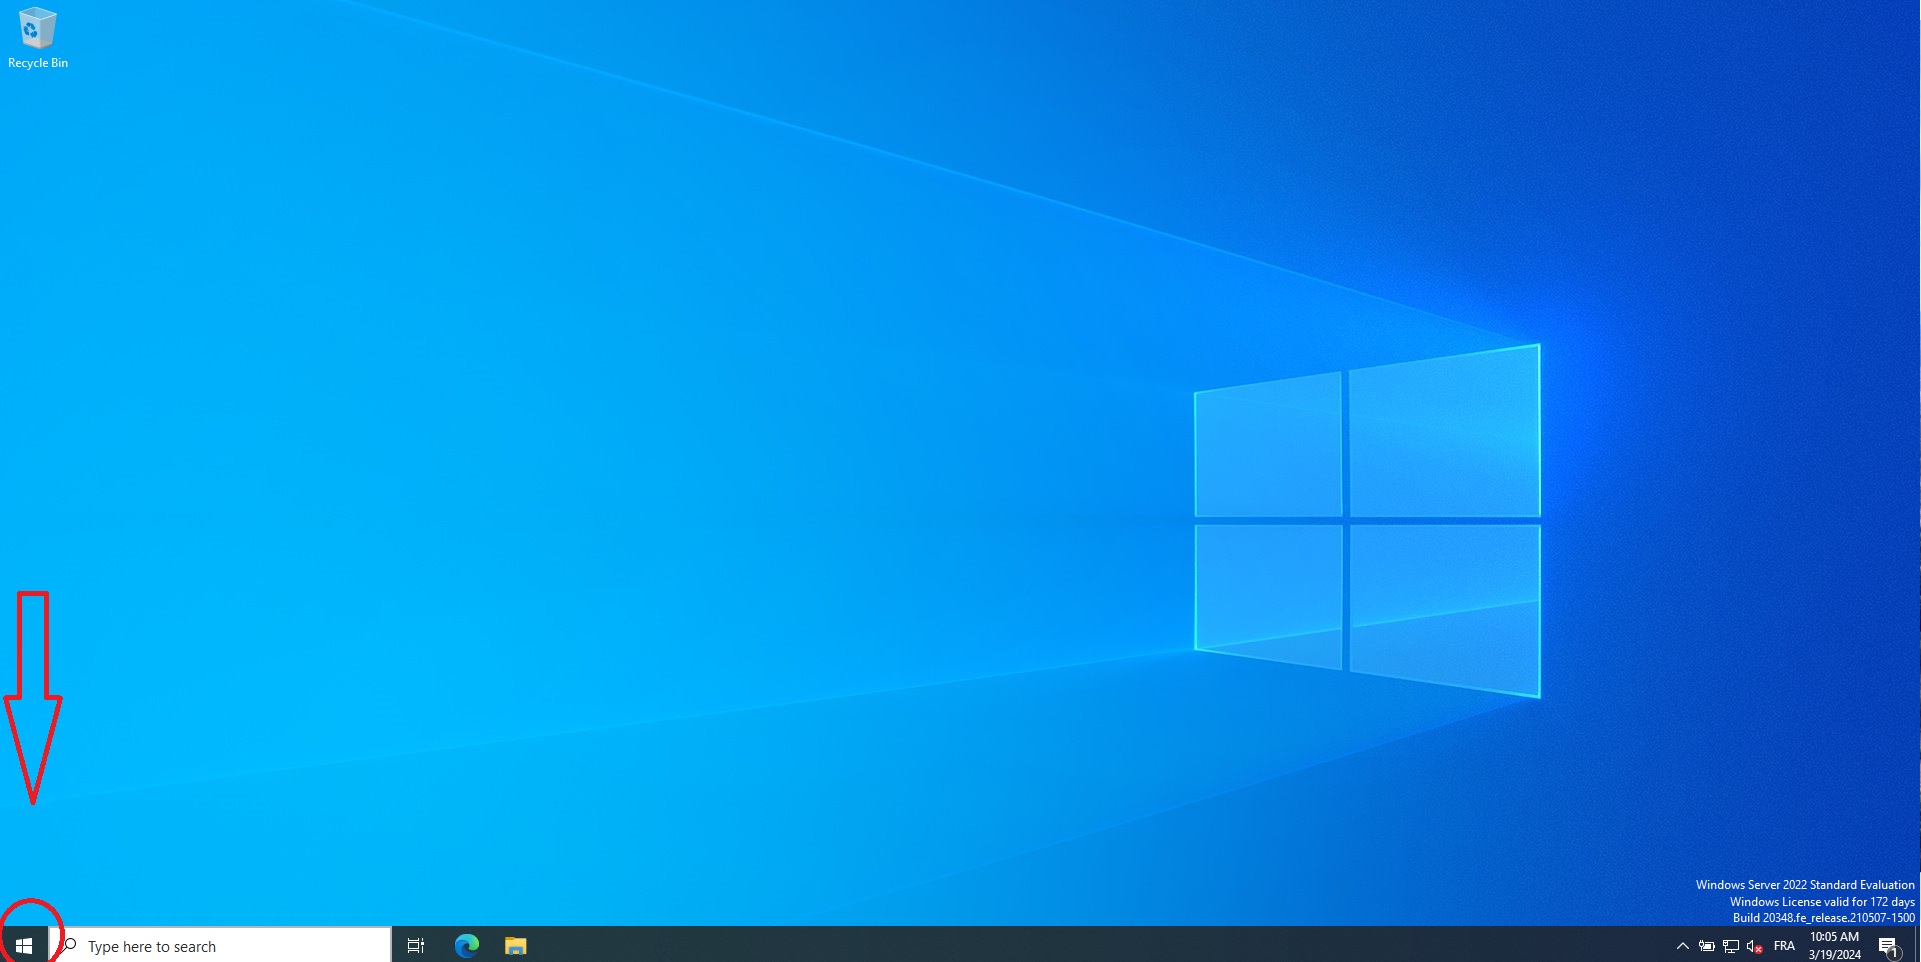 Recycle Bin
Windows Server 2022 Standard Evaluation
Windows License valid for 172 days
Build 20348.fe_release.210507-1500
Type here to search
FRA
10:05 AM
3/19/2024
1